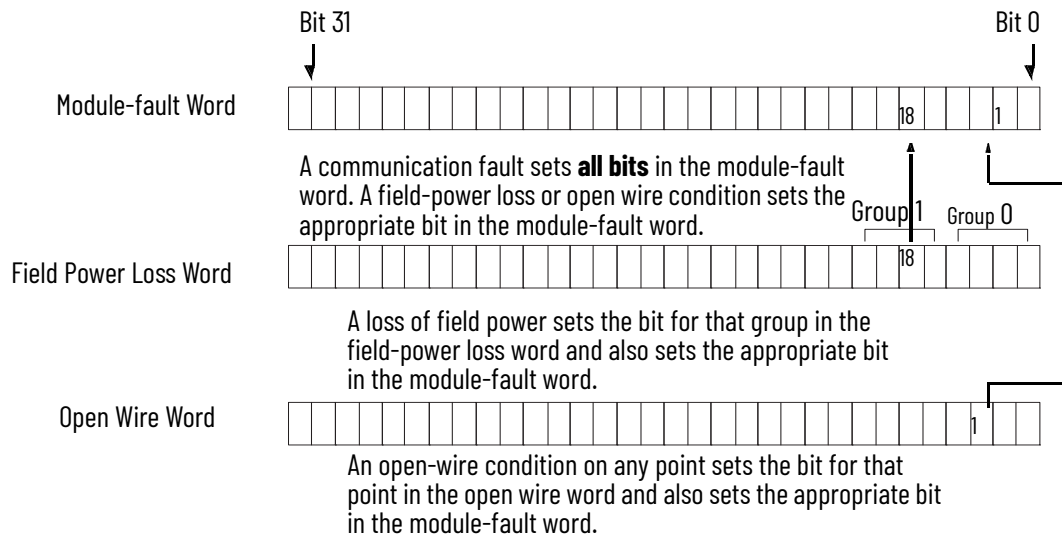 Bit 31
Bit 0
Module-fault Word
18
1
A communication fault sets all bits in the module-fault
word. A field-power loss or open wire condition sets the
appropriate bit in the module-fault word.
Group 1
Group 0
Field Power Loss Word
18
A loss of field power sets the bit for that group in the
field-power loss word and also sets the appropriate bit
in the module-fault word.
Open Wire Word
1
An open-wire condition on any point sets the bit for that
point in the open wire word and also sets the appropriate bit
in the module-fault word.